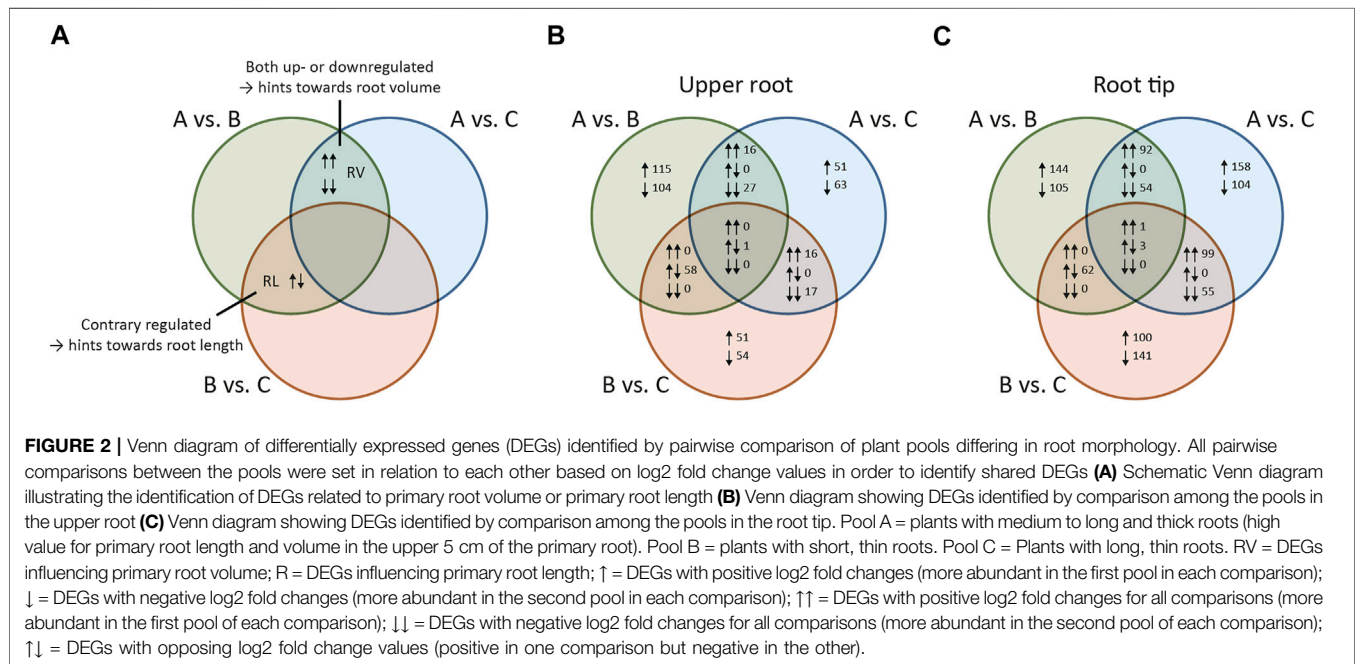 A
Both up- or downregulated
→ hints towards root volume
A vs. B
A vs. C
↑↑
RV
↓↓
RL ↑↓
Contrary regulated
→ hints towards root length
B vs. C
B
Upper root
A vs. B
A vs. C
↑ 115
↓ 104
↑↑ 16
↑↓ 0
↓↓ 27
↑ 51
↓ 63
↑↑ 0
↑↓ 58
↓↓ 0
↑↑ 0
↑↓ 1
↓↓ 0
↑↑ 16
↑↓ 0
↓↓ 17
↑ 51
↓ 54
B vs. C
C
Root tip
A vs. B
A vs. C
↑ 144
↓ 105
↑↑ 92
↑↓ 0
↓↓ 54
↑ 158
↓ 104
↑↑ 0
↑↓ 62
↓↓ 0
↑↑ 1
↑↓ 3
↓↓ 0
↑↑ 99
↑↓ 0
↓↓ 55
↑ 100
↓ 141
B vs. C
FIGURE 2 | Venn diagram of differentially expressed genes (DEGs) identified by pairwise comparison of plant pools differing in root morphology. All pairwise
comparisons between the pools were set in relation to each other based on log2 fold change values in order to identify shared DEGs (A) Schematic Venn diagram
illustrating the identification of DEGs related to primary root volume or primary root length (B) Venn diagram showing DEGs identified by comparison among the pools in
the upper root (C) Venn diagram showing DEGs identified by comparison among the pools in the root tip. Pool A = plants with medium to long and thick roots (high
value for primary root length and volume in the upper 5 cm of the primary root). Pool B = plants with short, thin roots. Pool C = Plants with long, thin roots. RV = DEGs
influencing primary root volume; R = DEGs influencing primary root length; ↑ = DEGs with positive log2 fold changes (more abundant in the first pool in each comparison);
↓ = DEGs with negative log2 fold changes (more abundant in the second pool in each comparison); ↑↑ = DEGs with positive log2 fold changes for all comparisons (more
abundant in the first pool of each comparison); ↓↓ = DEGs with negative log2 fold changes for all comparisons (more abundant in the second pool of each comparison);
↑↓ = DEGs with opposing log2 fold change values (positive in one comparison but negative in the other).